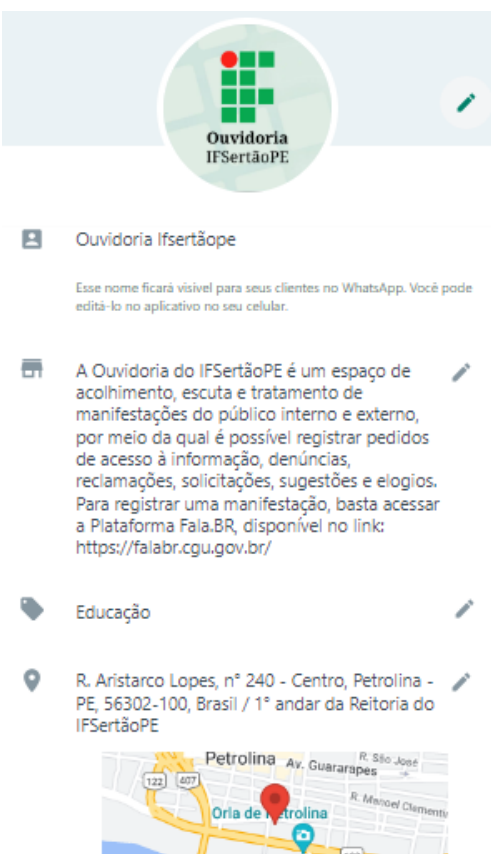 Ouvidoria
IFSertãoPE
Ouvidoria Ifsertãope
Esse nome ficará visível para seus clientes no WhatsApp. Você pode
editá-lo no aplicativo no seu celular.
A Ouvidoria do IFSertãoPE é um espaço de
acolhimento, escuta e tratamento de
manifestações do público interno e externo,
por meio da qual é possível registrar pedidos
de acesso à informação, denúncias,
reclamações, solicitações, sugestões e elogios.
Para registrar uma manifestação, basta acessar
a Plataforma Fala.BR, disponível no link:
https://falabr.cgu.gov.br/
Educação
R. Aristarco Lopes, n° 240 - Centro, Petrolina -
PE, 56302-100, Brasil / 1° andar da Reitoria do
IFSertãoPE
Petrolina
Av. Guararapes
R. São José
122
407
R. Manoel Clementi
Orla de Petrolina